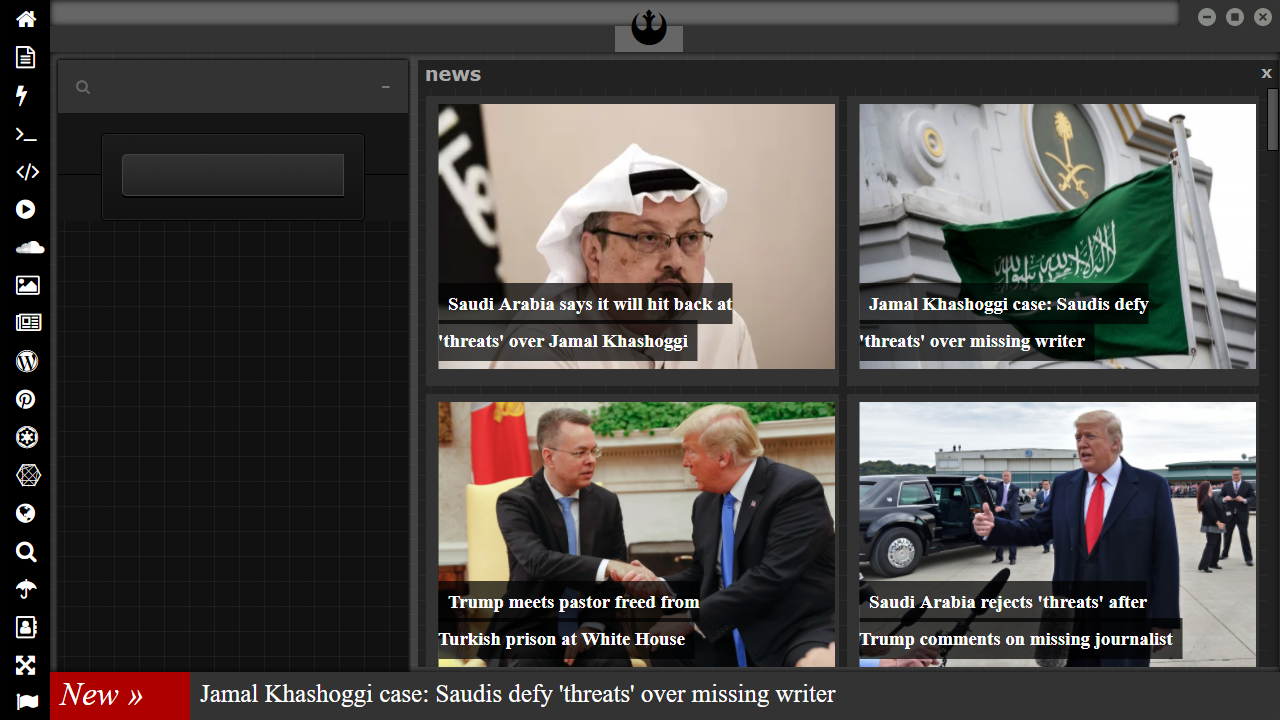 news
x
Saudi Arabia says it will hit back at
'threats' over Jamal Khashoggi
Jamal Khashoggi case: Saudis defy
'threats' over missing writer
Trump meets pastor freed from
Turkish prison at White House
Saudi Arabia rejects 'threats' after
Trump comments on missing journalist
New » Jamal Khashoggi case: Saudis defy 'threats' over missing writer